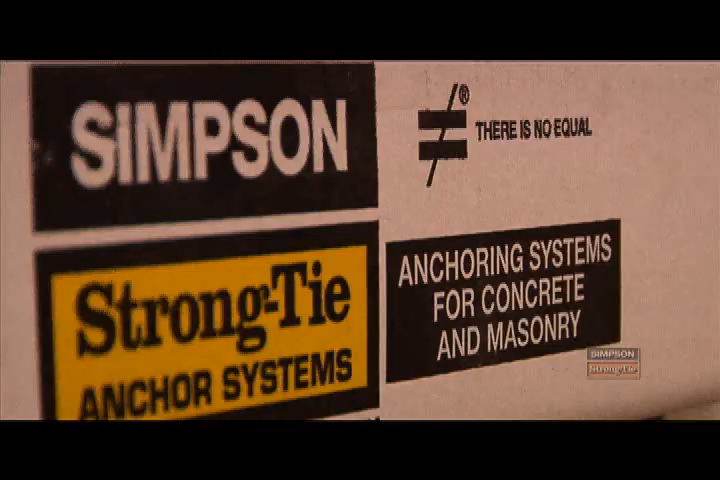 SIMPSON
Strong-Tie
ANCHOR SYSTEMS
≠®
THERE IS NO EQUAL
ANCHORING SYSTEMS
FOR CONCRETE
AND MASONRY
SIMPSON
Strong-Tie